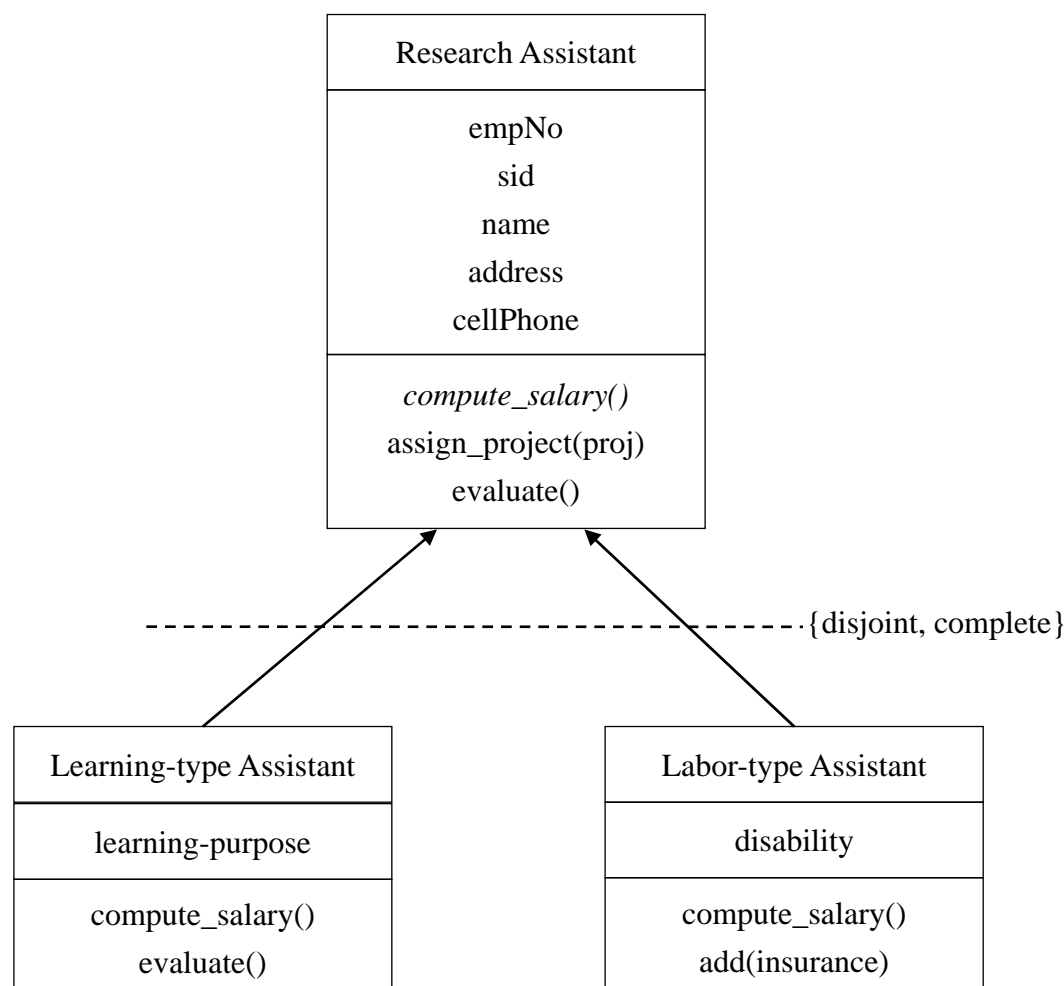 Research Assistant
empNo
sid
name
address
cellPhone
compute_salary()
assign_project(proj)
evaluate()
{disjoint, complete}
Learning-type Assistant
learning-purpose
compute_salary()
evaluate()
Labor-type Assistant
disability
compute_salary()
add(insurance)